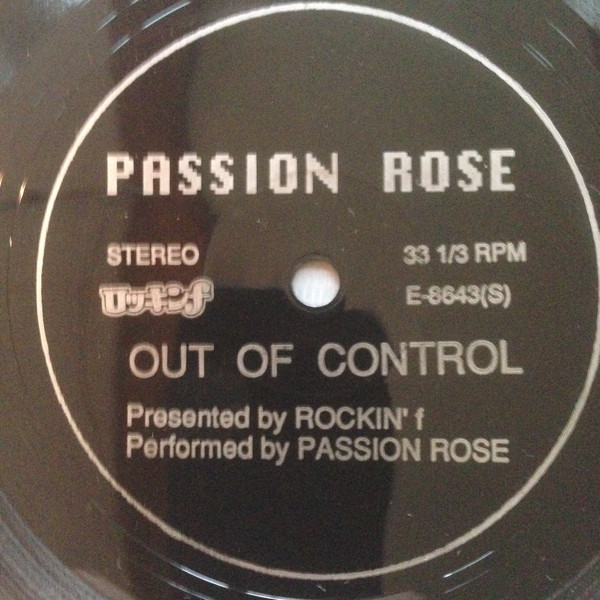 PASSION ROSE
STEREO 33 1/3 RPM
ロッキンf E-8643(S)
OUT OF CONTROL
Presented by ROCKIN' f
Performed by PASSION ROSE